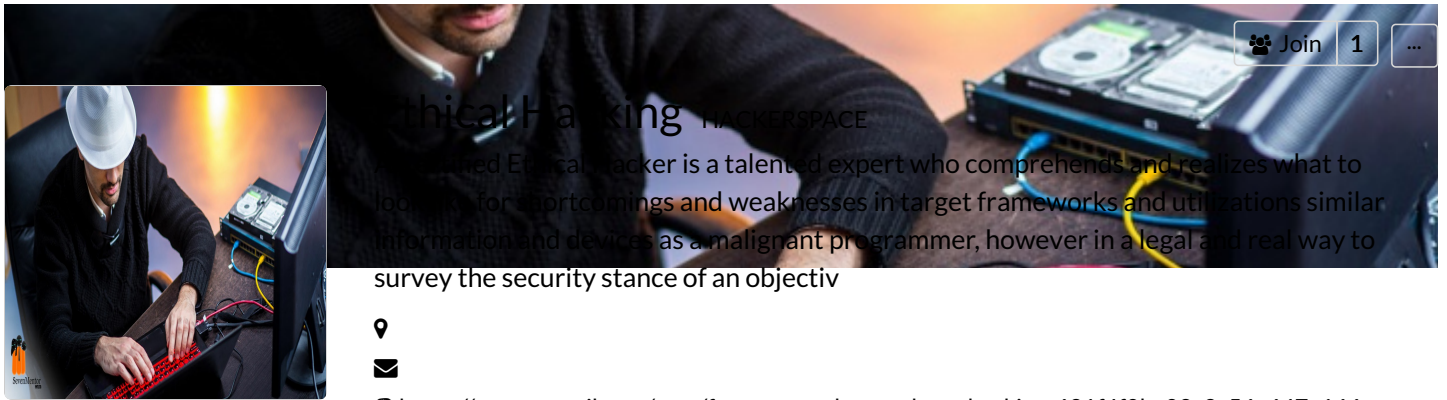 Join 1 ...
Ethical Hacking HACKERSPACE
Ethical Hacker is a talented expert who comprehends and realizes what to
for shortcomings and weaknesses in target frameworks and utilizations similar
information and devices as a malignant programmer, however in a legal and real way to
survey the security stance of an objectiv
SevenMentor